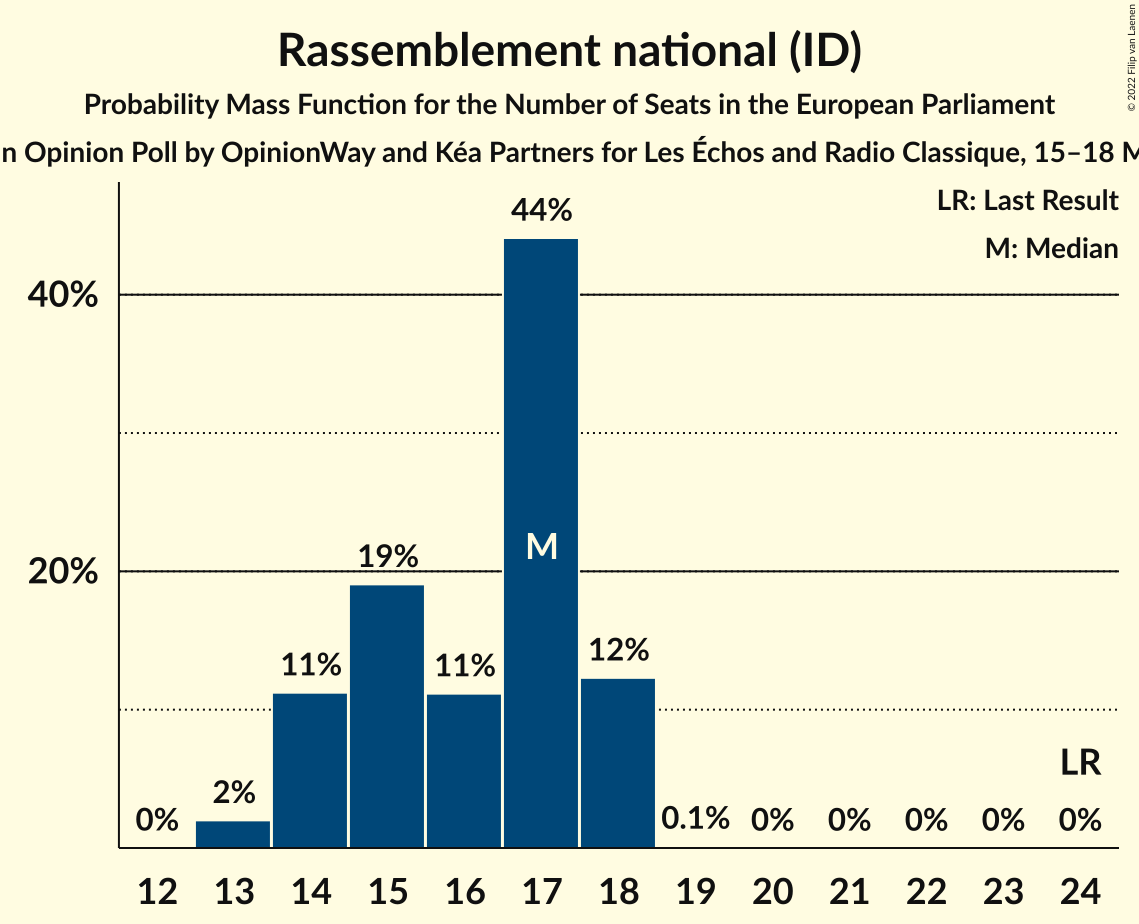 Rassemblement national (ID)
Probability Mass Function for the Number of Seats in the European Parliament
n Opinion Poll by OpinionWay and Kéa Partners for Les Échos and Radio Classique, 15–18 M
© 2022 Filip van Laenen
LR: Last Result
M: Median
44%
40%
M
19%
20%
12%
11%
11%
LR
2%
0%
0.1%
0%
0%
0%
0%
0%
12 13 14 15 16 17 18 19 20 21 22 23 24